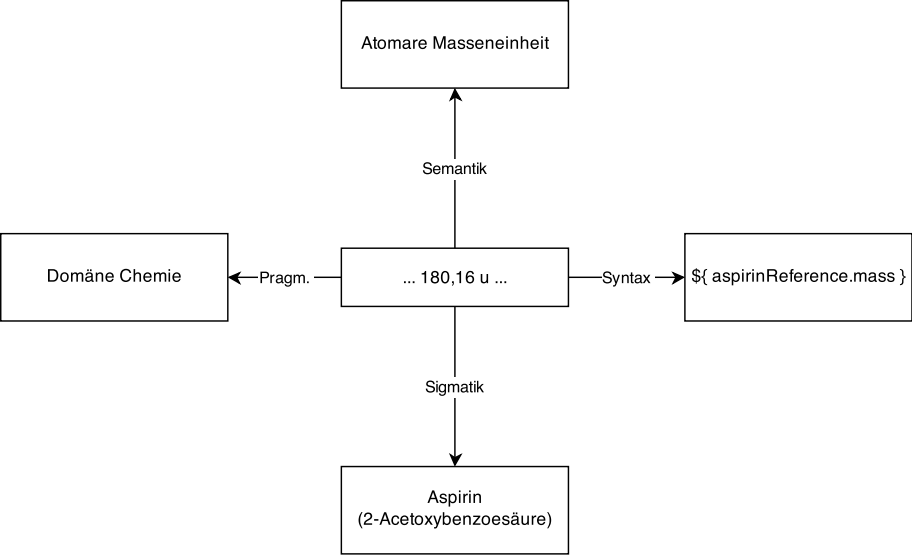 Atomare Masseneinheit
Semantik
Domäne Chemie
Pragm.
... 180,16 u ...
Syntax
${ aspirinReference.mass }
Sigmatik
Aspirin
(2-Acetoxybenzoesäure)